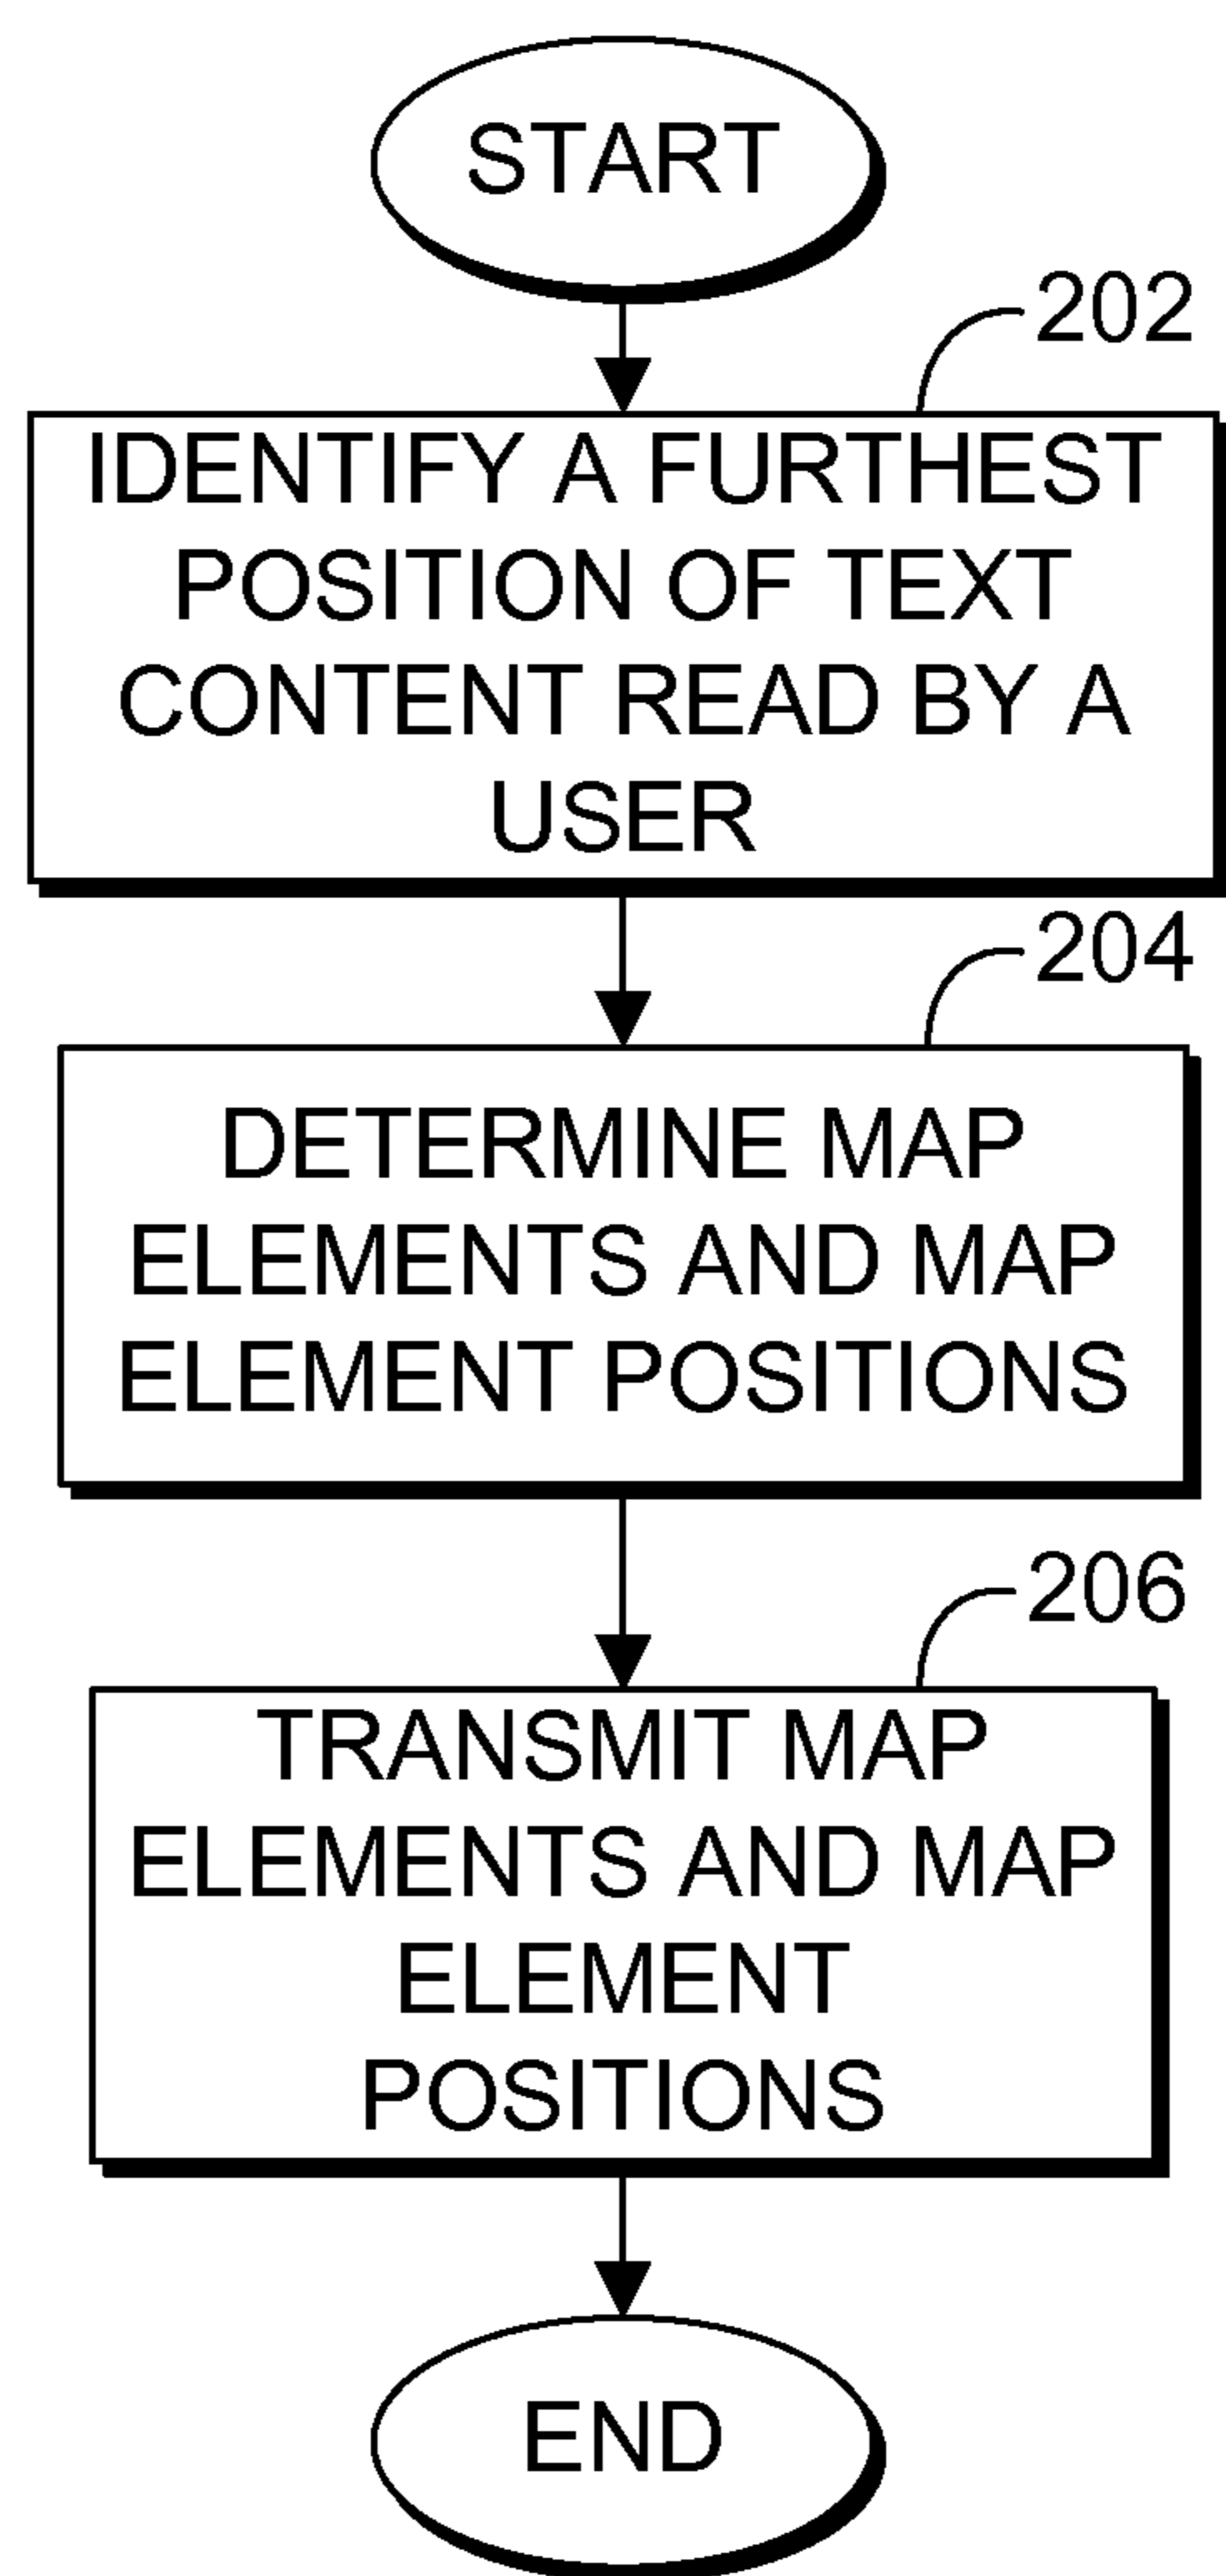 START
202
IDENTIFY A FURTHEST
POSITION OF TEXT
CONTENT READ BY A
USER
204
DETERMINE MAP
ELEMENTS AND MAP
ELEMENT POSITIONS
206
TRANSMIT MAP
ELEMENTS AND MAP
ELEMENT
POSITIONS
END